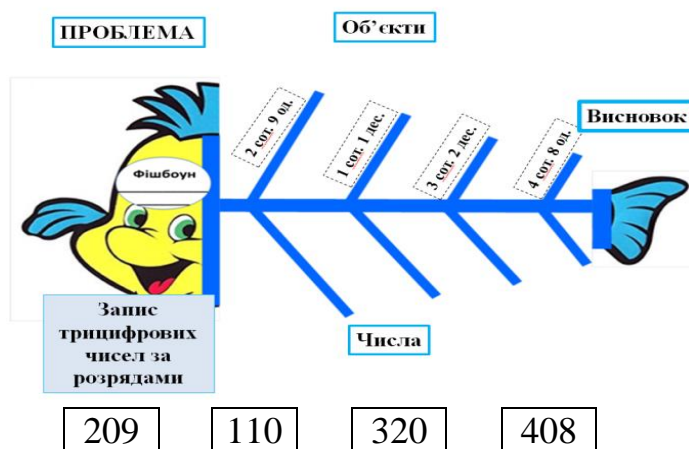 ПРОБЛЕМА
Об’єкти
2 сот. 9 од.
1 сот. 1 дес.
3 сот. 2 дес.
4 сот. 8 од.
Висновок
Фішбоун
Запис
трицифрових
чисел за
розрядами
Числа
209
110
320
408